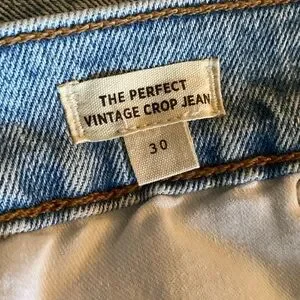 THE PERFECT
VINTAGE CROP JEAN
30